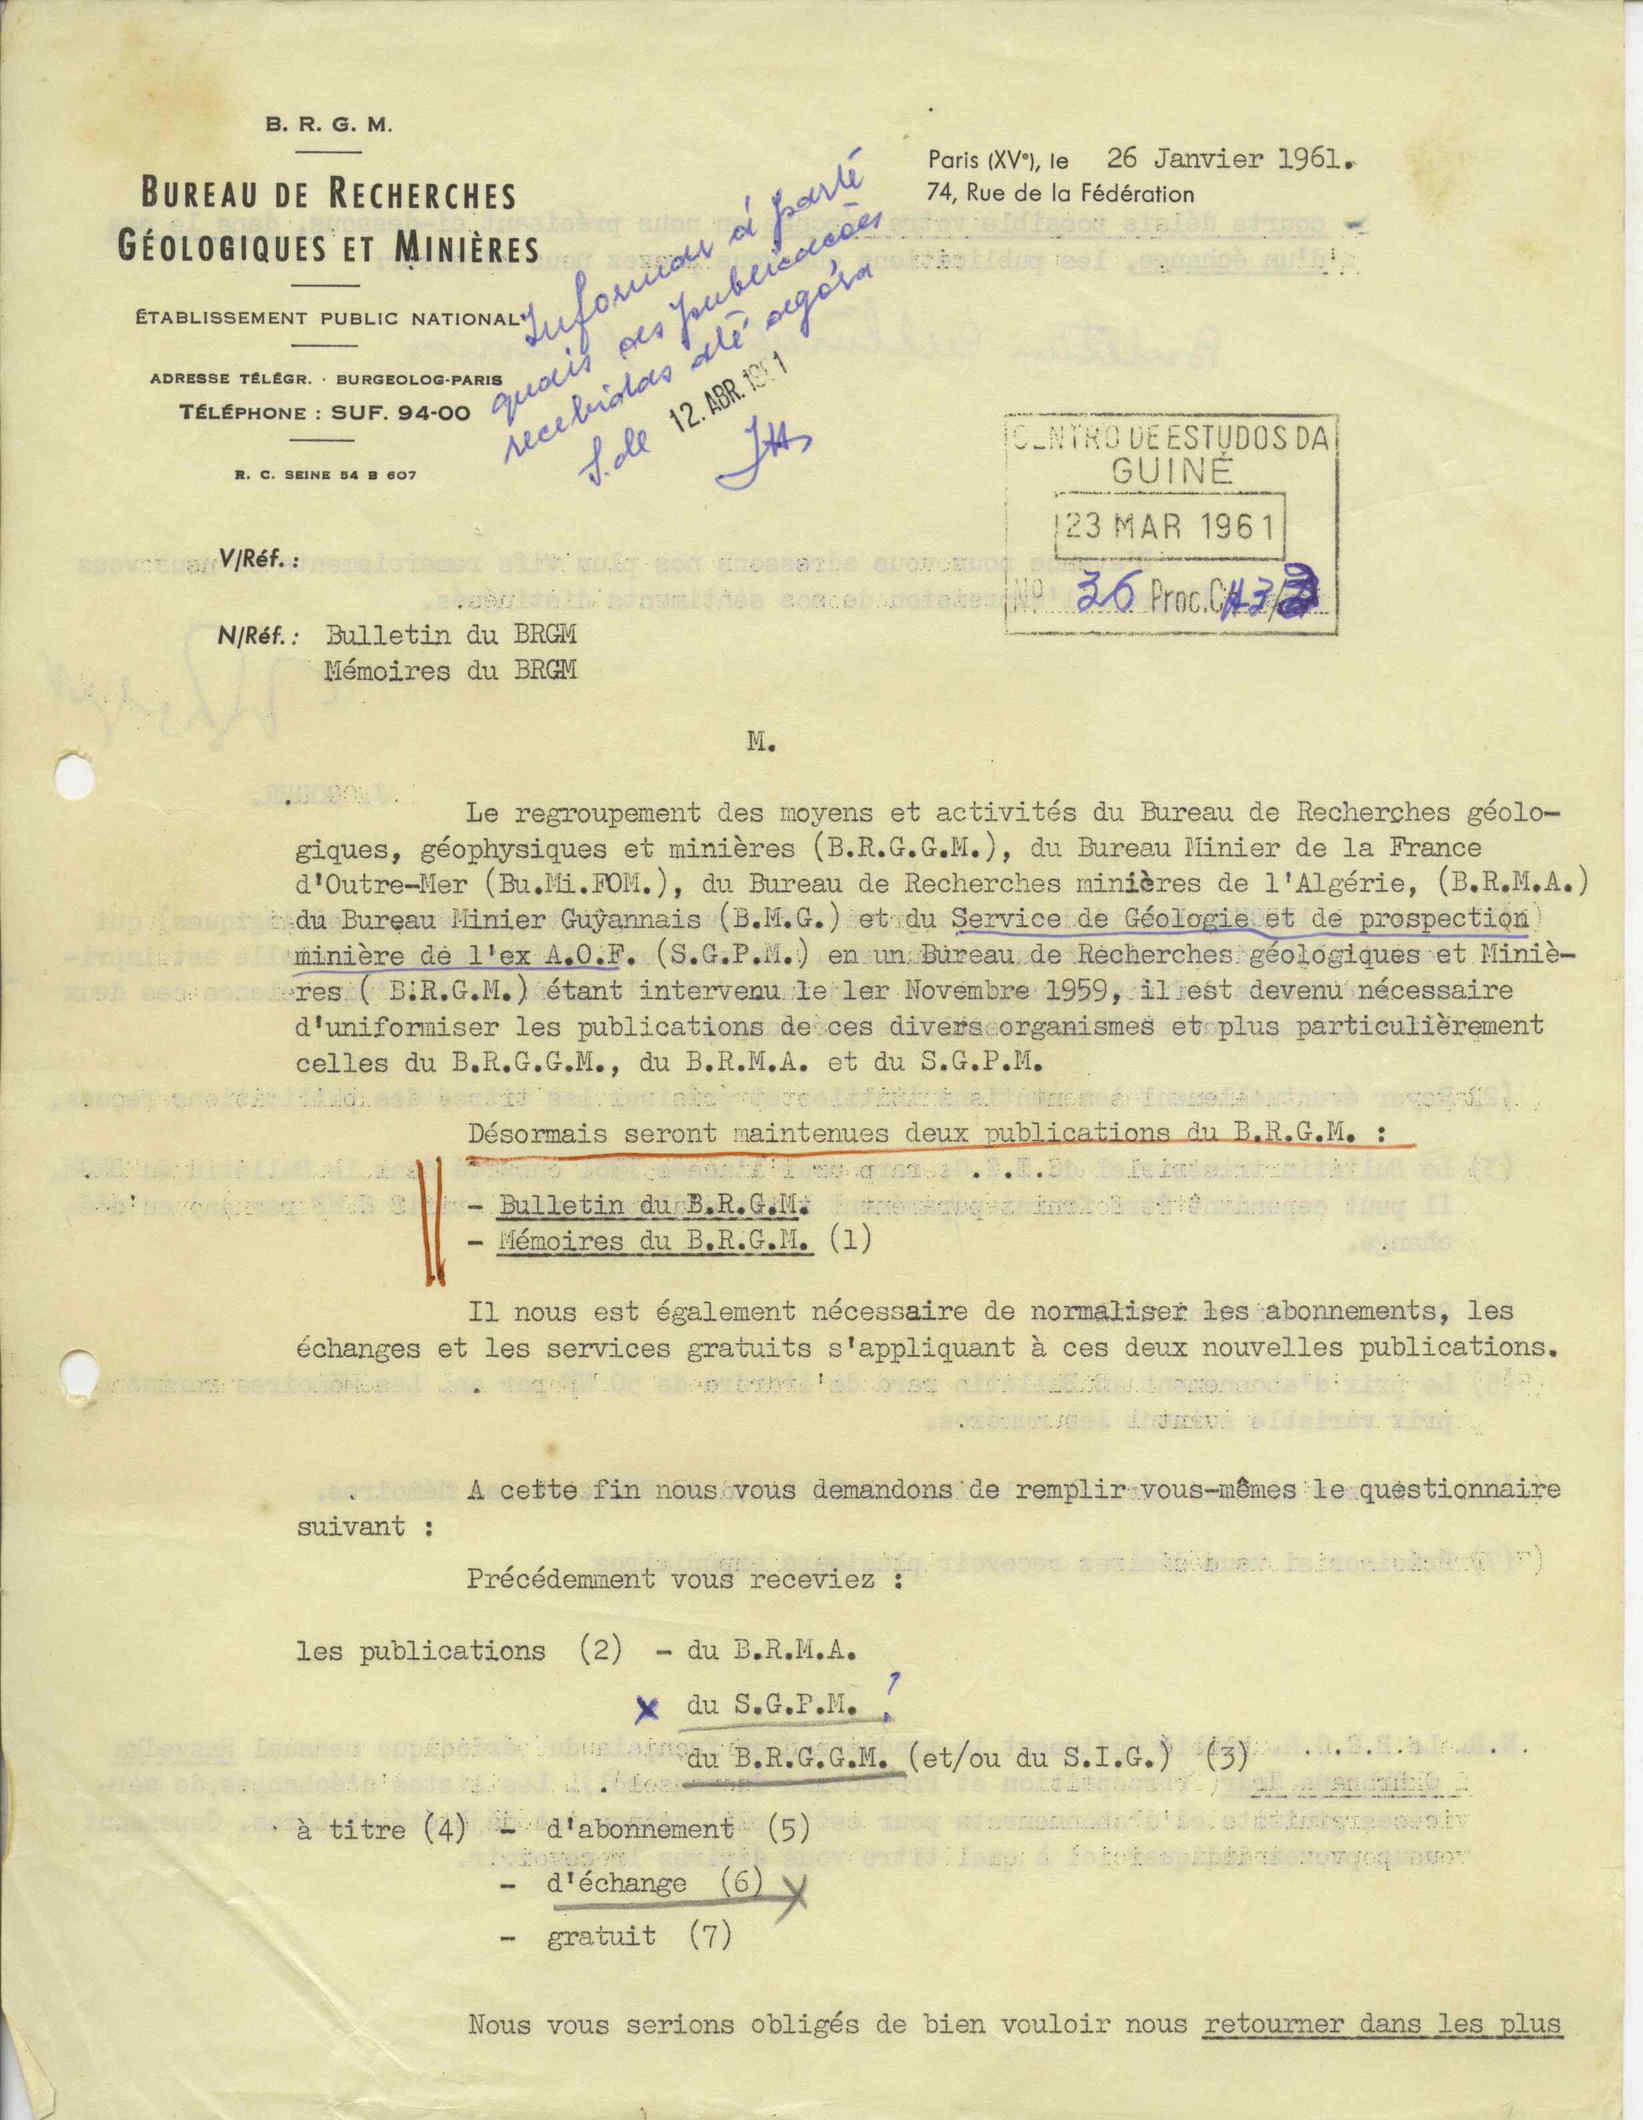 B. R. G. M.
BUREAU DE RECHERCHES
GÉOLOGIQUES ET MINIÈRES
ÉTABLISSEMENT PUBLIC NATIONAL
ADRESSE TÉLÉGR. · BURGEOLOG-PARIS
TÉLÉPHONE : SUF. 94-00
R. C. SEINE 54 B 607
Paris (XVe), le 26 Janvier 1961.
74, Rue de la Fédération
Informar á parte
quais as publicações
recebidas até agora
S. de 12. ABR. 1961
CENTRO DE ESTUDOS DA
GUINÉ
23 MAR 1961
Nº 36 Proc. C
V/Réf. :
N/Réf. : Bulletin du BRGM
Mémoires du BRGM
M.
Le regroupement des moyens et activités du Bureau de Recherches géolo-
giques, géophysiques et minières (B.R.G.G.M.), du Bureau Minier de la France
d'Outre-Mer (Bu.Mi.FOM.), du Bureau de Recherches minières de l'Algérie, (B.R.M.A.)
du Bureau Minier Guÿannais (B.M.G.) et du Service de Géologie et de prospection
minière de l'ex A.O.F. (S.G.P.M.) en un Bureau de Recherches géologiques et Miniè-
res ( B.R.G.M.) étant intervenu le 1er Novembre 1959, il est devenu nécessaire
d'uniformiser les publications de ces divers organismes et plus particulièrement
celles du B.R.G.G.M., du B.R.M.A. et du S.G.P.M.
Désormais seront maintenues deux publications du B.R.G.M. :
- Bulletin du B.R.G.M.
- Mémoires du B.R.G.M. (1)
Il nous est également nécessaire de normaliser les abonnements, les
échanges et les services gratuits s'appliquant à ces deux nouvelles publications.
A cette fin nous vous demandons de remplir vous-mêmes le questionnaire
suivant :
Précédemment vous receviez :
les publications (2) - du B.R.M.A.
x du S.G.P.M. !
du B.R.G.G.M. (et/ou du S.I.G.) (3)
à titre (4) - d'abonnement (5)
- d'échange (6) x
- gratuit (7)
Nous vous serions obligés de bien vouloir nous retourner dans les plus